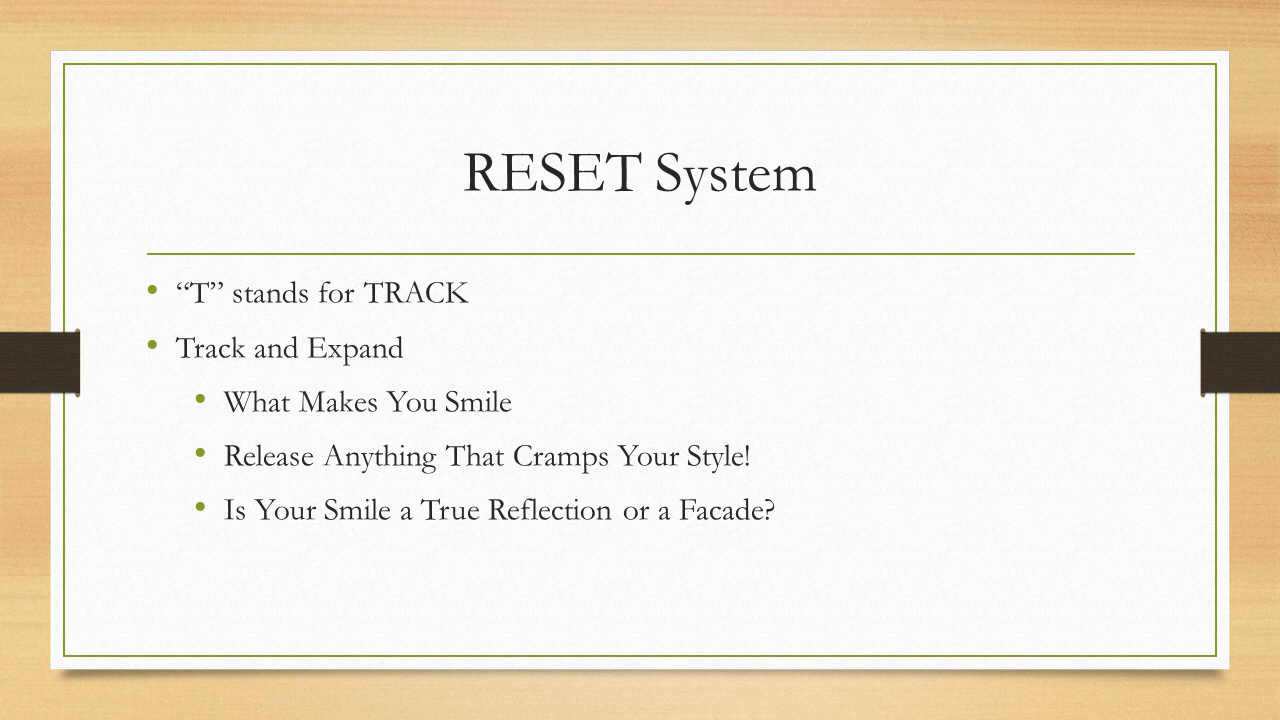 RESET System
• “T” stands for TRACK
• Track and Expand
• What Makes You Smile
• Release Anything That Cramps Your Style!
• Is Your Smile a True Reflection or a Facade?